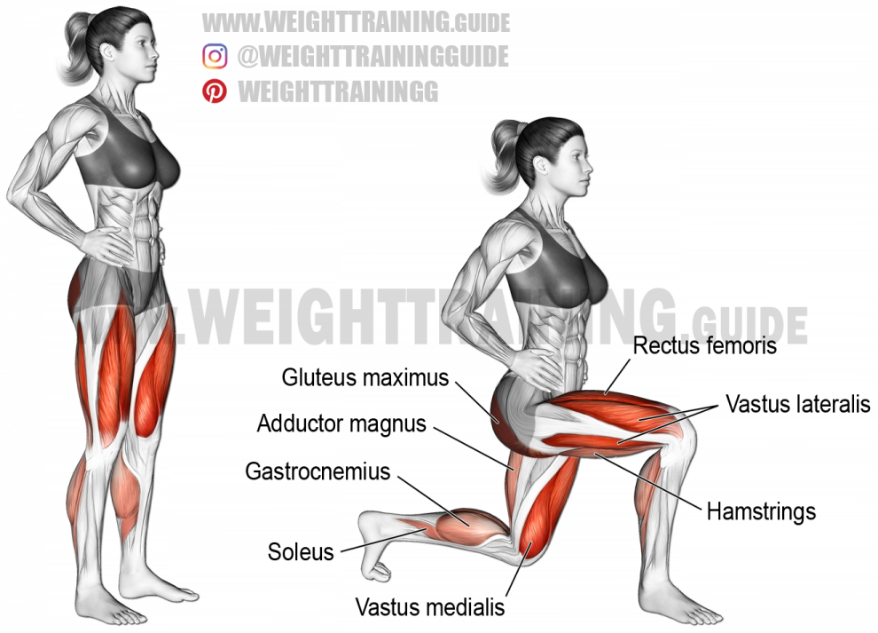 WWW.WEIGHTTRAINING.GUIDE
@WEIGHTTRAININGGUIDE
WEIGHTTRAININGG
WWW.WEIGHTTRAINING.GUIDE
Rectus femoris
Gluteus maximus
Vastus lateralis
Adductor magnus
Gastrocnemius
Hamstrings
Soleus
Vastus medialis